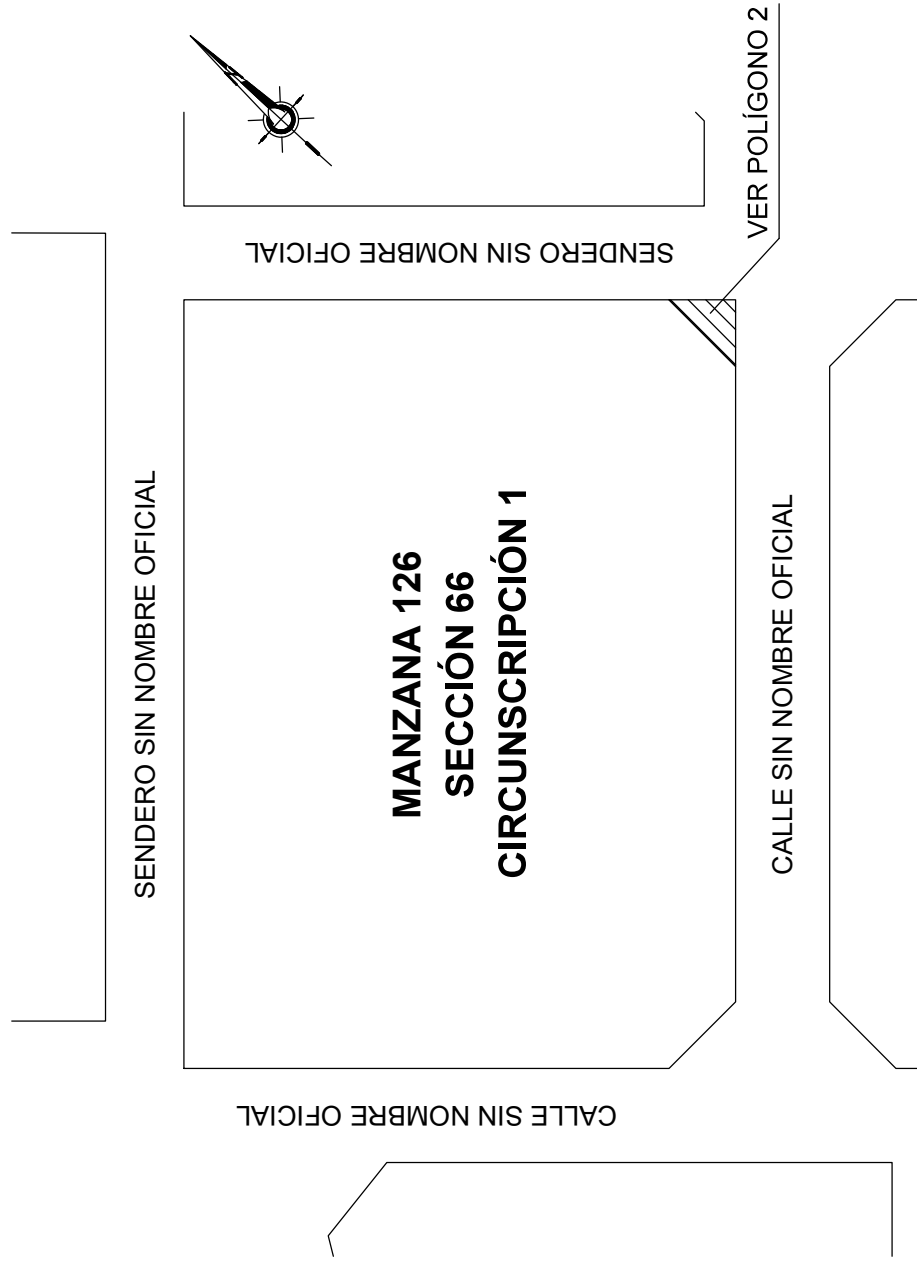 SENDERO SIN NOMBRE OFICIAL
SENDERO SIN NOMBRE OFICIAL
VER POLÍGONO 2
MANZANA 126
SECCIÓN 66
CIRCUNSCRIPCIÓN 1
CALLE SIN NOMBRE OFICIAL
CALLE SIN NOMBRE OFICIAL